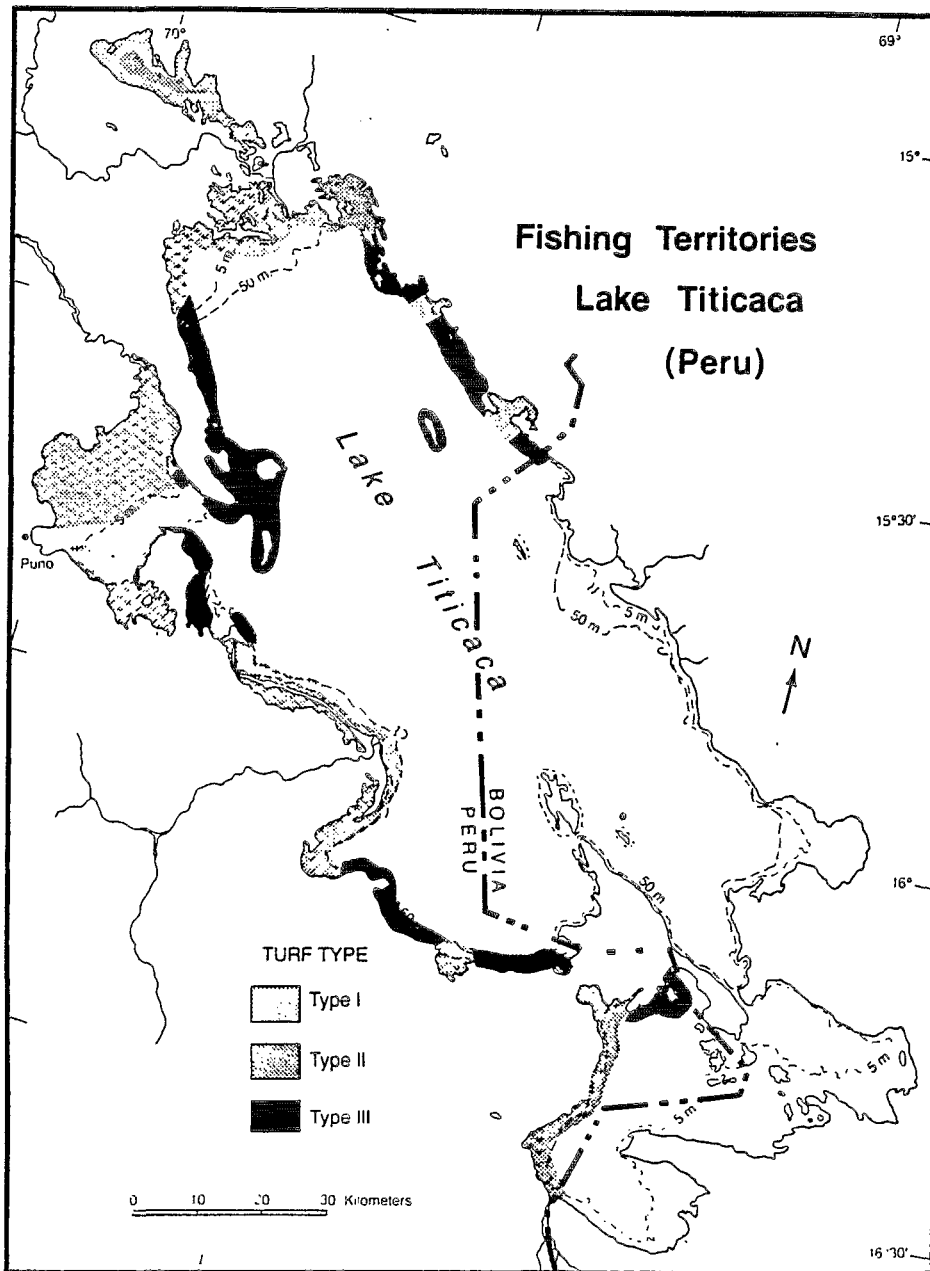 70°
69°
15°
Fishing Territories
Lake Titicaca
(Peru)
5 m
50 m
Lake
Titicaca
15°30'
Puno
5 m
50 m
N
BOLIVIA
PERU
50 m
16°
TURF TYPE
Type I
Type II
Type III
5 m
5 m
0 10 20 30 Kilometers
16°30'